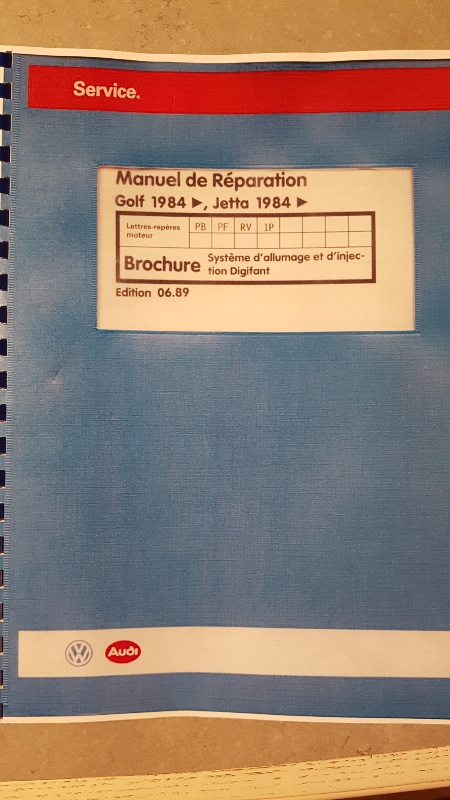 Service.
Manuel de Réparation
Golf 1984 ►, Jetta 1984 ►
Lettres-repères
moteur
PB PF RV 1P
Brochure
Système d'allumage et d'injec-
tion Digifant
Edition 06.89
VW Audi